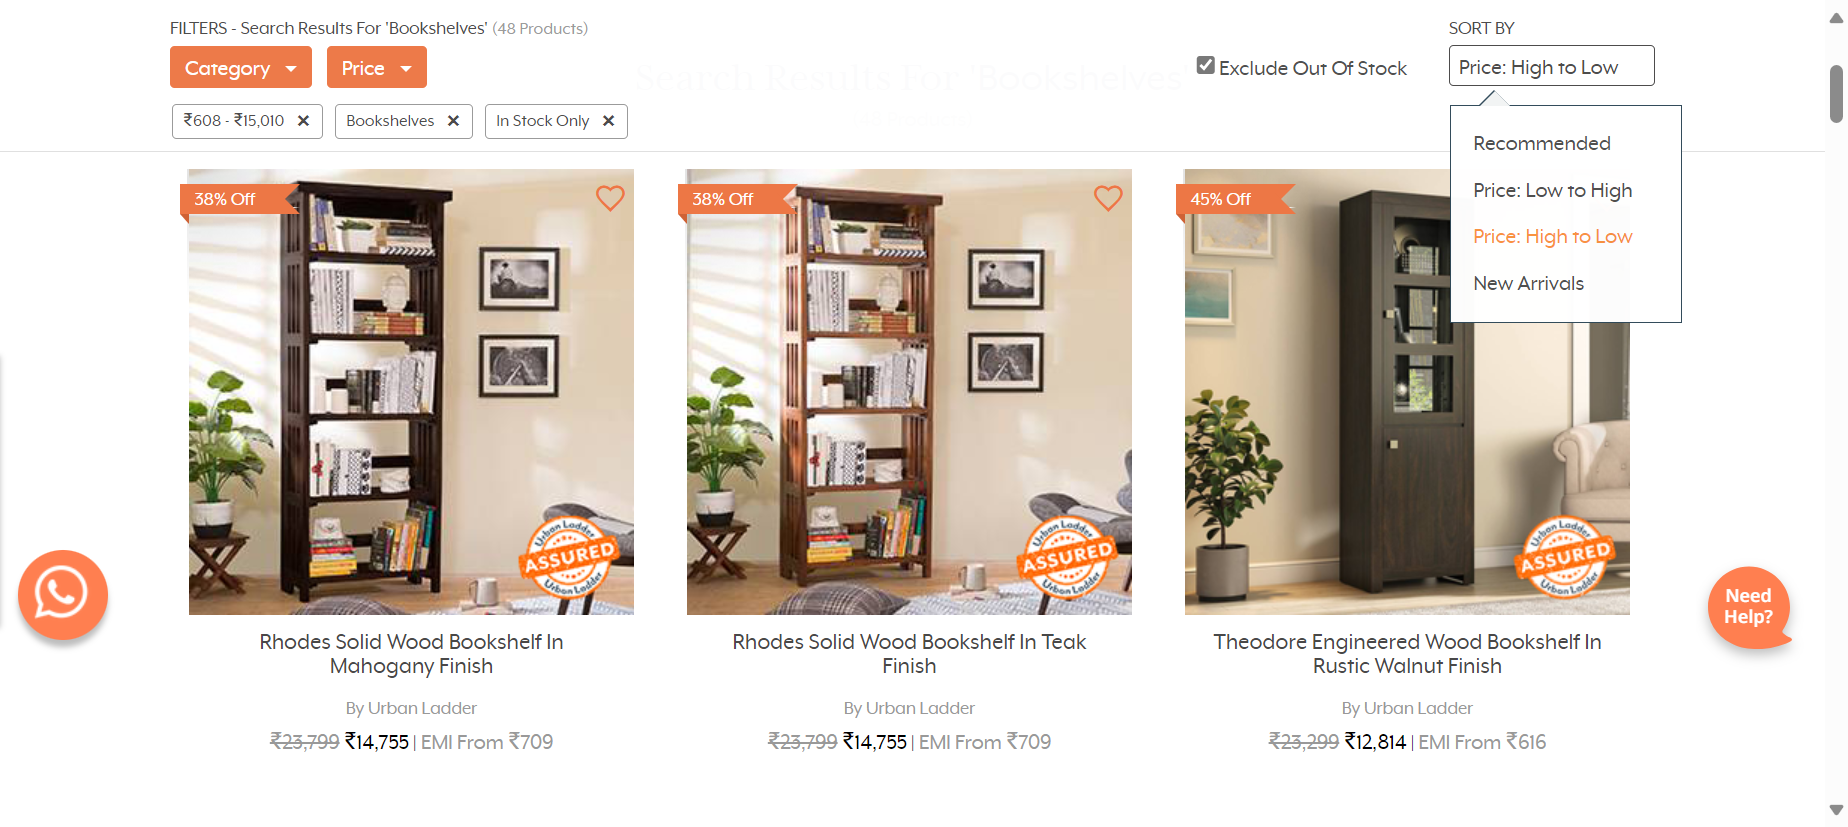 FILTERS - Search Results For 'Bookshelves' (48 Products)
SORT BY
Category
Price
Search Results For 'Bookshelves'
Exclude Out Of Stock
Price: High to Low
₹608 - ₹15,010 ✕
Bookshelves ✕
In Stock Only ✕
Recommended
Price: Low to High
Price: High to Low
New Arrivals
38% Off
38% Off
45% Off
Urban Ladder
ASSURED
Urban Ladder
Urban Ladder
ASSURED
Urban Ladder
Urban Ladder
ASSURED
Urban Ladder
Need
Help?
Rhodes Solid Wood Bookshelf In
Mahogany Finish
By Urban Ladder
₹23,799 ₹14,755 | EMI From ₹709
Rhodes Solid Wood Bookshelf In Teak
Finish
By Urban Ladder
₹23,799 ₹14,755 | EMI From ₹709
Theodore Engineered Wood Bookshelf In
Rustic Walnut Finish
By Urban Ladder
₹23,299 ₹12,814 | EMI From ₹616